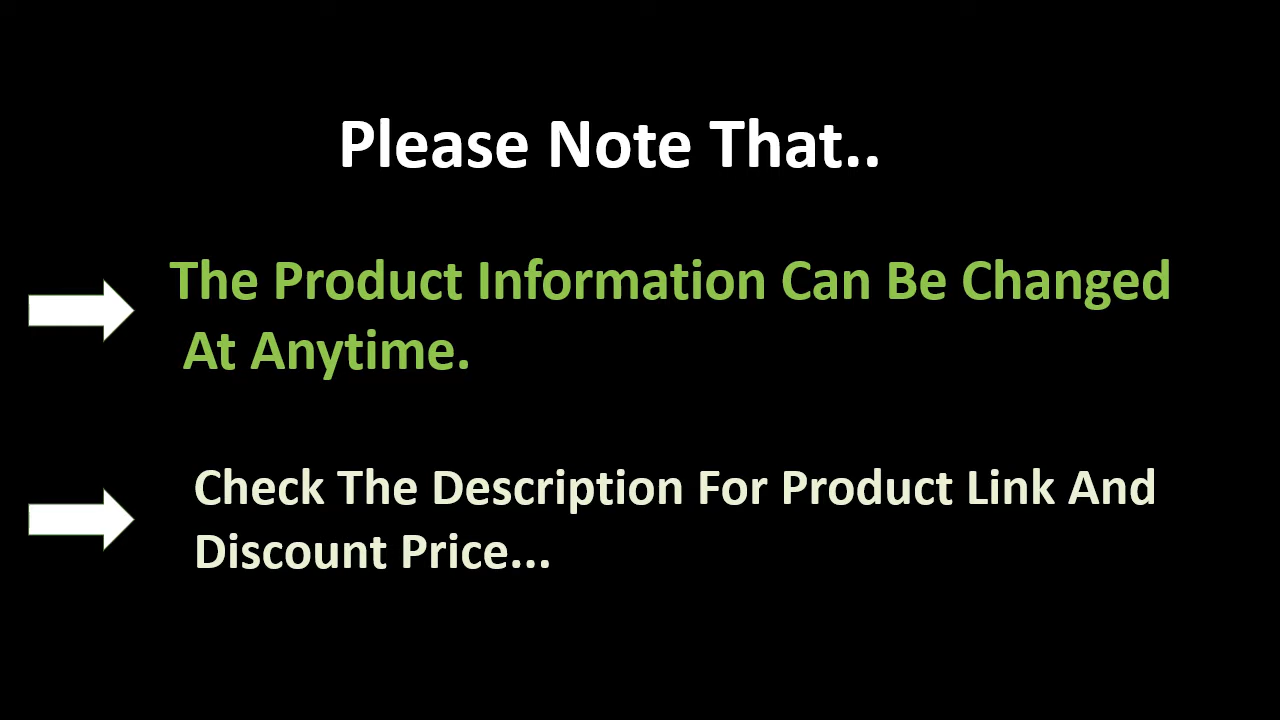 Please Note That..
The Product Information Can Be Changed
At Anytime.
Check The Description For Product Link And
Discount Price...